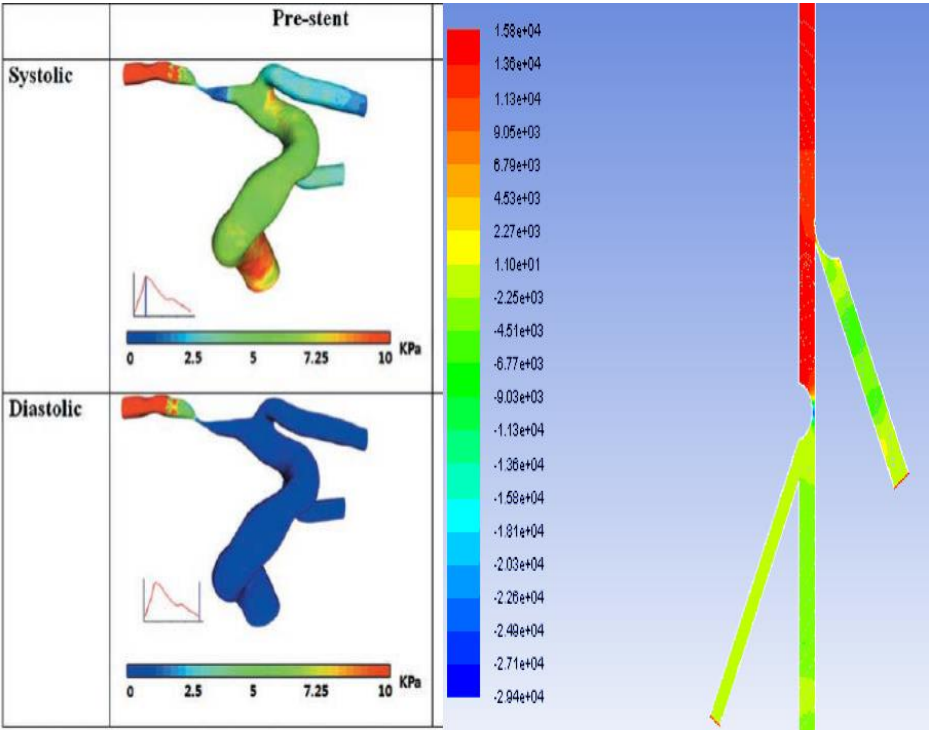 Pre-stent
Systolic
0 2.5 5 7.25 10 KPa
Diastolic
0 2.5 5 7.25 10 KPa
1.58e+04
1.36e+04
1.13e+04
9.05e+03
6.79e+03
4.53e+03
2.27e+03
1.10e+01
-2.25e+03
-4.51e+03
-6.77e+03
-9.03e+03
-1.13e+04
-1.36e+04
-1.58e+04
-1.81e+04
-2.03e+04
-2.26e+04
-2.49e+04
-2.71e+04
-2.94e+04